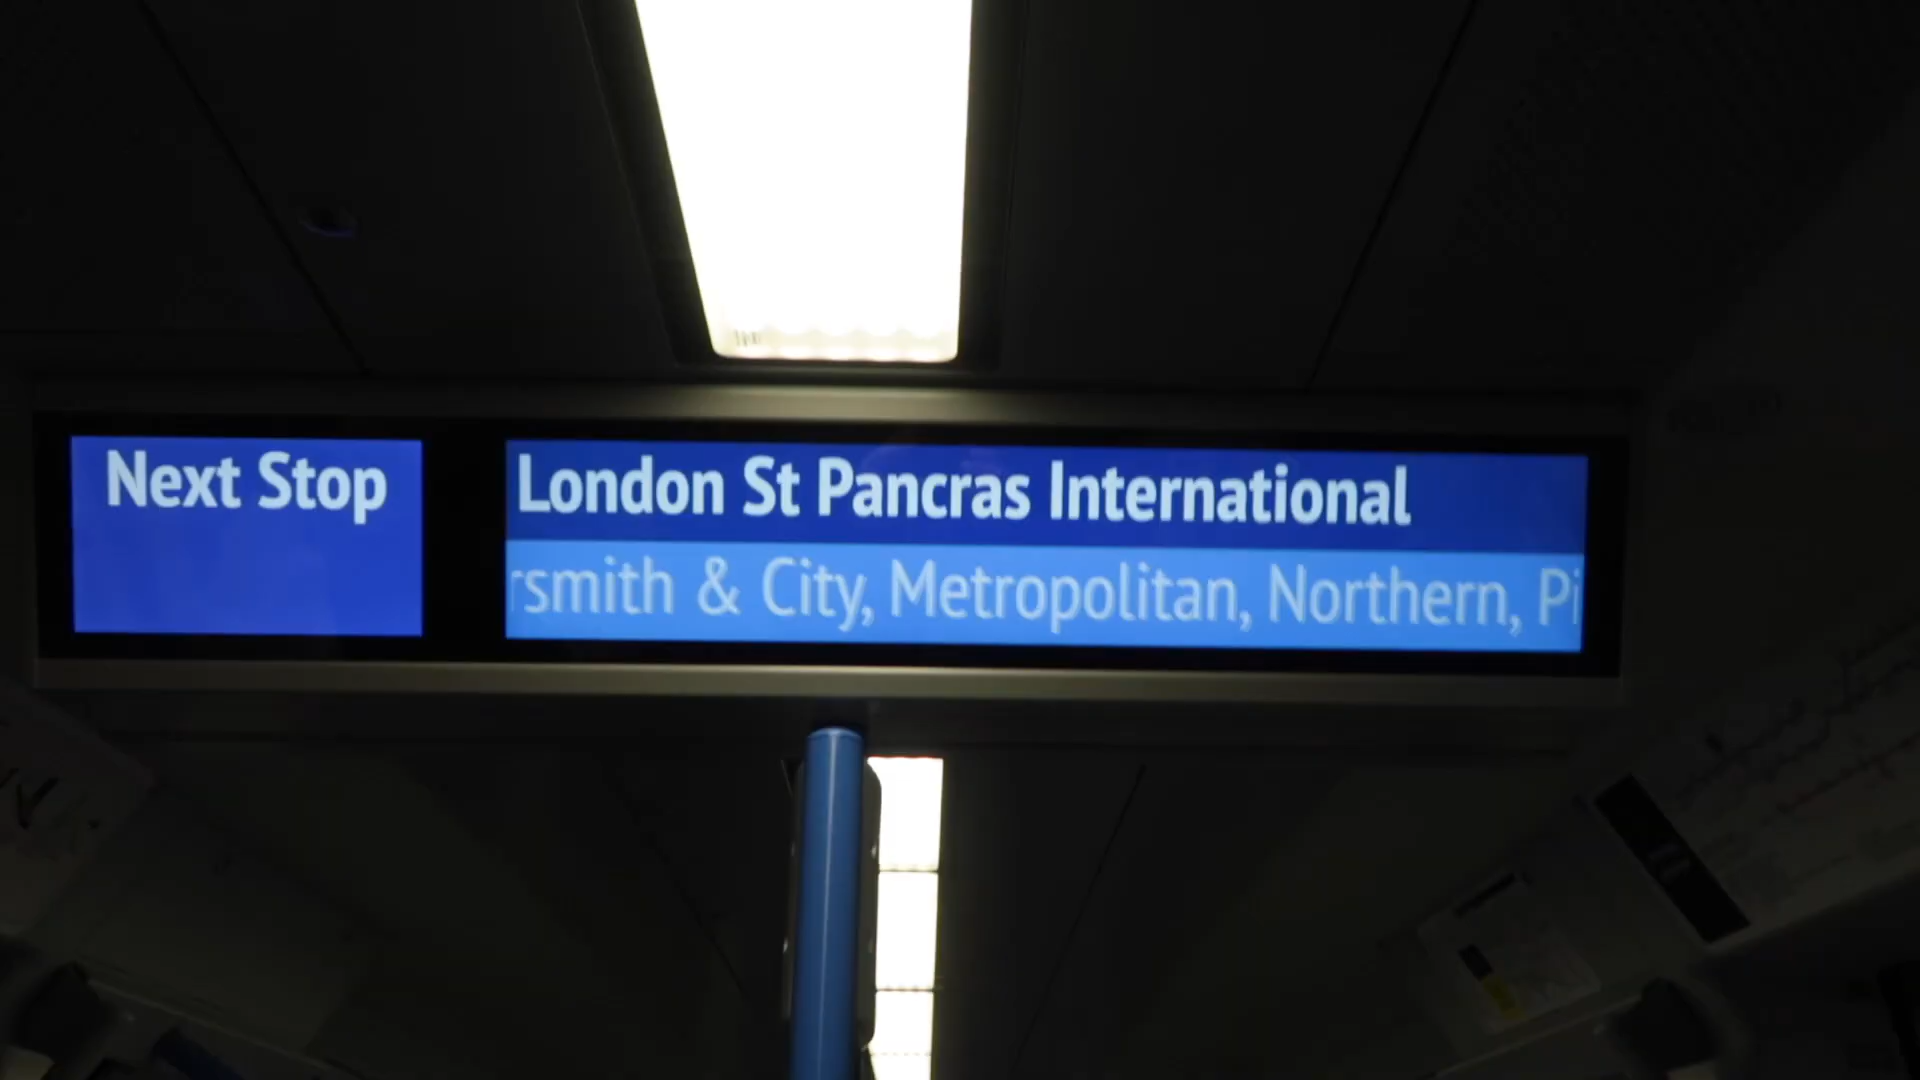 Next Stop
London St Pancras International
rsmith & City, Metropolitan, Northern, Pi